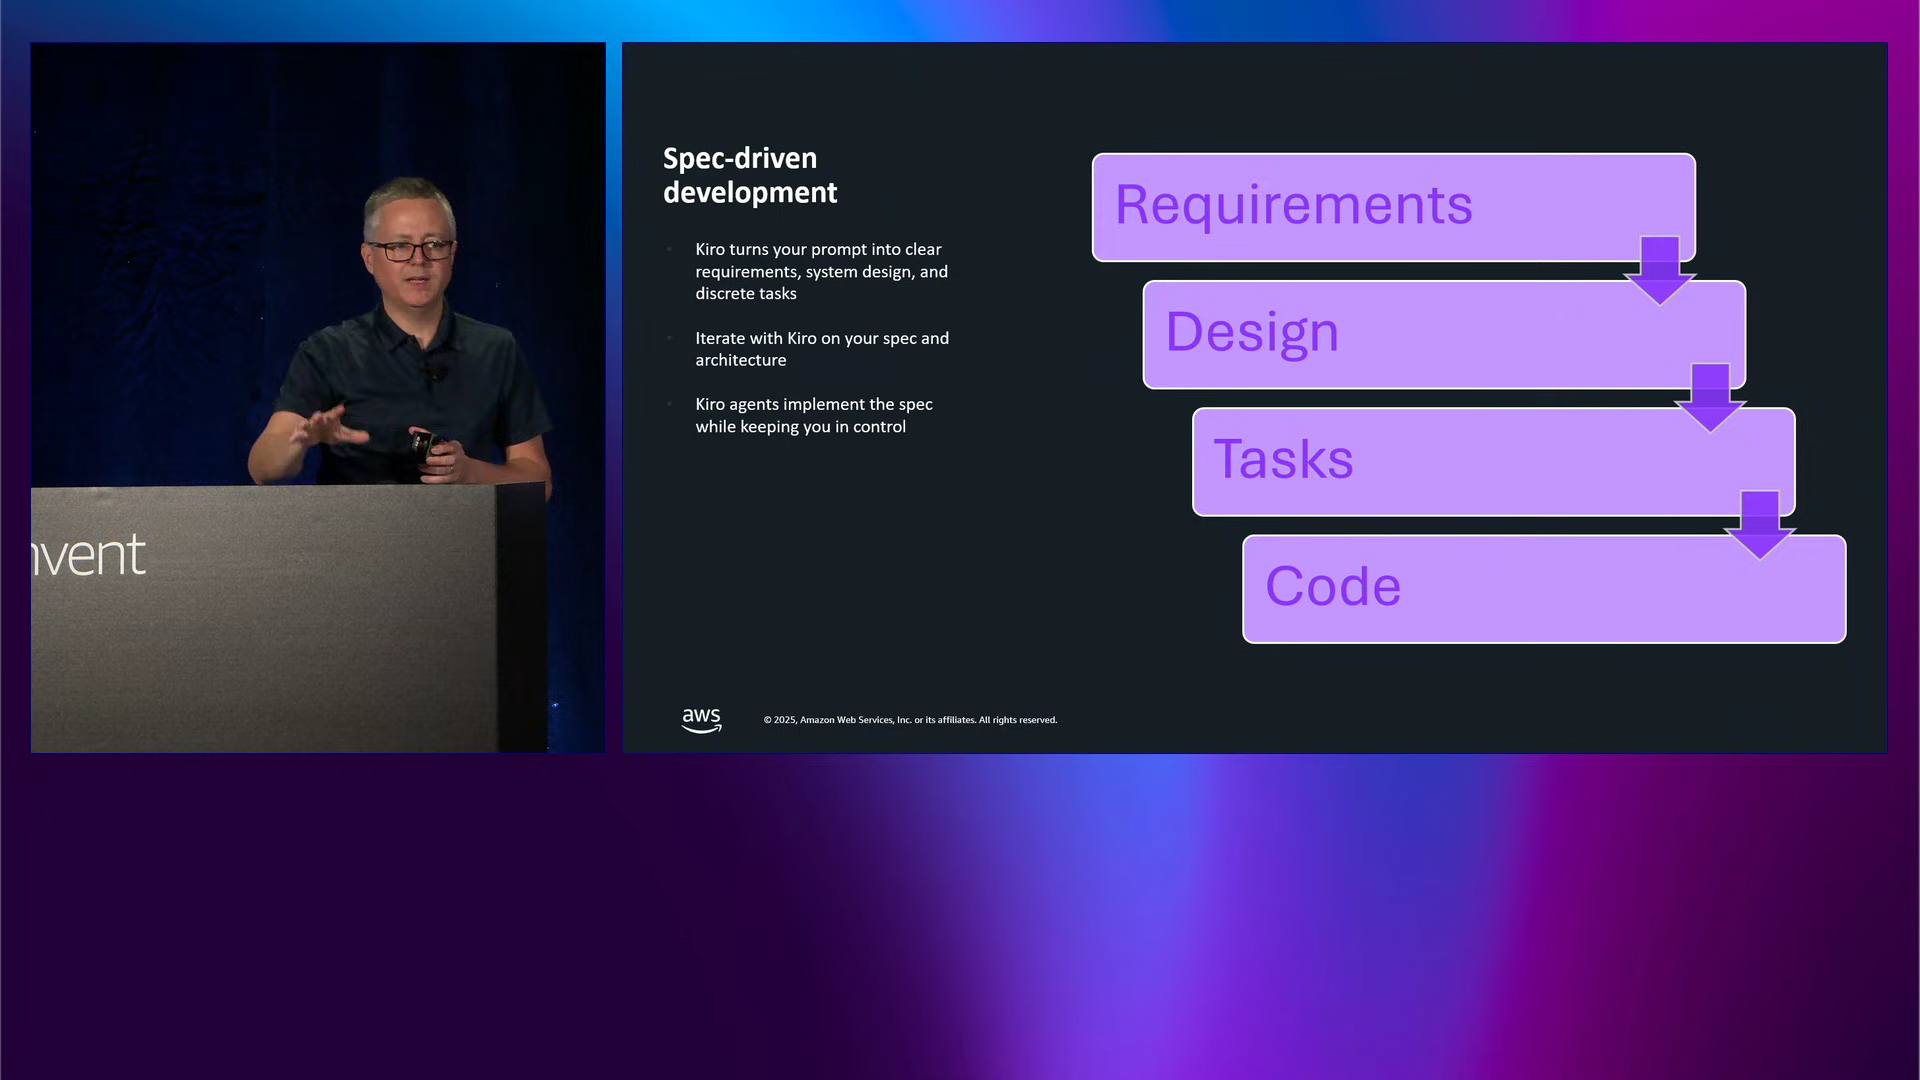 nvent
Spec-driven
development
Kiro turns your prompt into clear
requirements, system design, and
discrete tasks
Iterate with Kiro on your spec and
architecture
Kiro agents implement the spec
while keeping you in control
Requirements
Design
Tasks
Code
aws
© 2025, Amazon Web Services, Inc. or its affiliates. All rights reserved.